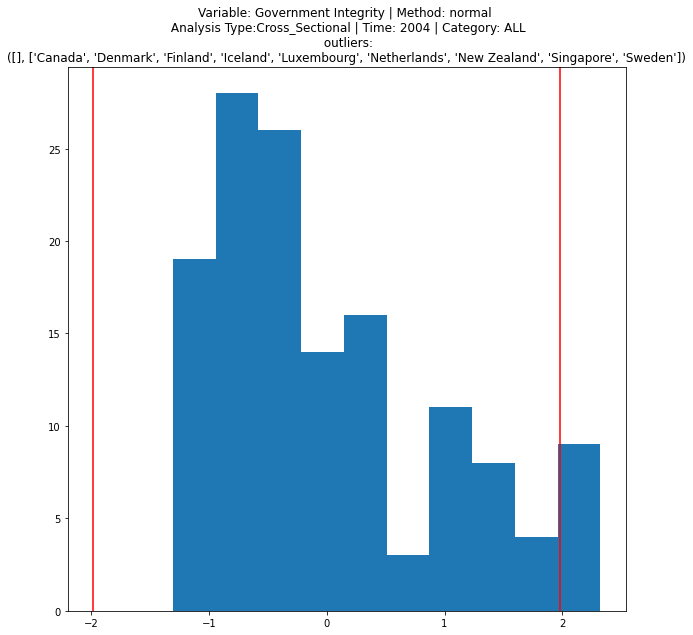 Variable: Government Integrity | Method: normal
Analysis Type:Cross_Sectional | Time: 2004 | Category: ALL
outliers:
([], ['Canada', 'Denmark', 'Finland', 'Iceland', 'Luxembourg', 'Netherlands', 'New Zealand', 'Singapore', 'Sweden'])
25
20
15
10
5
0
−2 −1 0 1 2